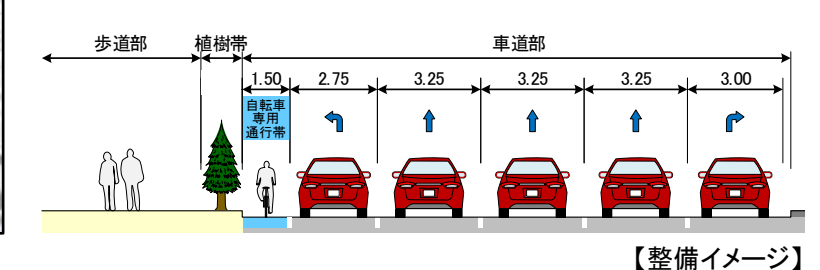 歩道部 植樹帯 車道部
1.50 2.75 3.25 3.25 3.25 3.00
自転車
専用
通行帯
【整備イメージ】